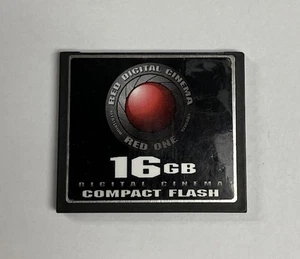 RED DIGITAL CINEMA
RED ONE
16GB
DIGITAL CINEMA
COMPACT FLASH